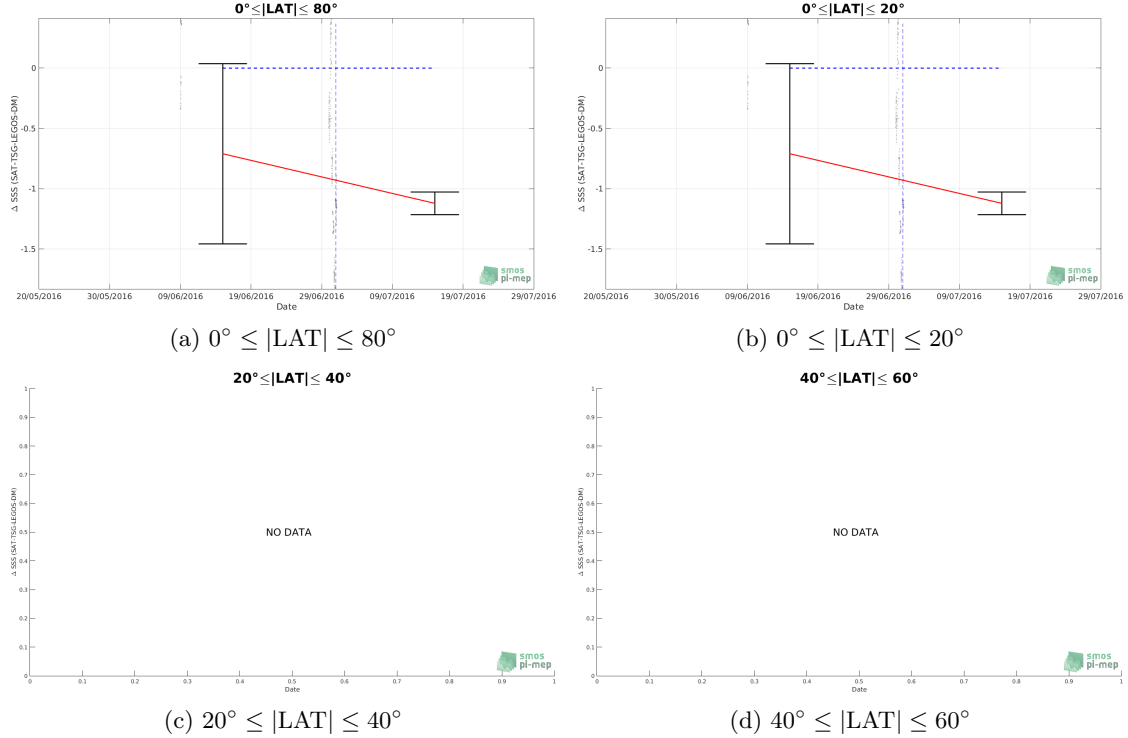 0°≤|LAT|≤ 80°
0
-0.5
-1
-1.5
Δ SSS (SAT-TSG-LEGOS-DM)
20/05/2016 30/05/2016 09/06/2016 19/06/2016 29/06/2016 09/07/2016 19/07/2016 29/07/2016
Date
smos
pi-mep
(a) 0° ≤ |LAT| ≤ 80°
0°≤|LAT|≤ 20°
0
-0.5
-1
-1.5
Δ SSS (SAT-TSG-LEGOS-DM)
20/05/2016 30/05/2016 09/06/2016 19/06/2016 29/06/2016 09/07/2016 19/07/2016 29/07/2016
Date
smos
pi-mep
(b) 0° ≤ |LAT| ≤ 20°
20°≤|LAT|≤ 40°
1
0.9
0.8
0.7
0.6
0.5
0.4
0.3
0.2
0.1
0
Δ SSS (SAT-TSG-LEGOS-DM)
NO DATA
0 0.1 0.2 0.3 0.4 0.5 0.6 0.7 0.8 0.9 1
Date
smos
pi-mep
(c) 20° ≤ |LAT| ≤ 40°
40°≤|LAT|≤ 60°
1
0.9
0.8
0.7
0.6
0.5
0.4
0.3
0.2
0.1
0
Δ SSS (SAT-TSG-LEGOS-DM)
NO DATA
0 0.1 0.2 0.3 0.4 0.5 0.6 0.7 0.8 0.9 1
Date
smos
pi-mep
(d) 40° ≤ |LAT| ≤ 60°